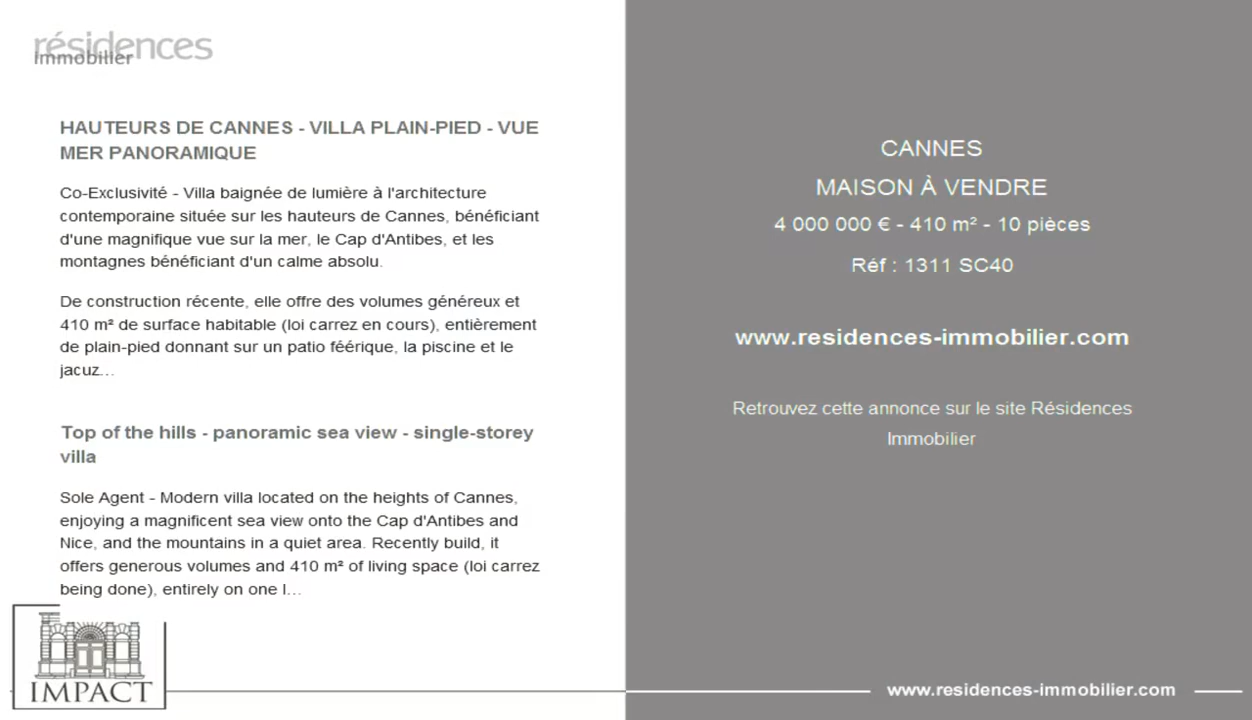 résidences
immobilier
HAUTEURS DE CANNES - VILLA PLAIN-PIED - VUE
MER PANORAMIQUE
Co-Exclusivité - Villa baignée de lumière à l'architecture
contemporaine située sur les hauteurs de Cannes, bénéficiant
d'une magnifique vue sur la mer, le Cap d'Antibes, et les
montagnes bénéficiant d'un calme absolu.
De construction récente, elle offre des volumes généreux et
410 m² de surface habitable (loi carrez en cours), entièrement
de plain-pied donnant sur un patio féérique, la piscine et le
jacuz...
Top of the hills - panoramic sea view - single-storey
villa
Sole Agent - Modern villa located on the heights of Cannes,
enjoying a magnificent sea view onto the Cap d'Antibes and
Nice, and the mountains in a quiet area. Recently build, it
offers generous volumes and 410 m² of living space (loi carrez
being done), entirely on one l...
IMPACT
CANNES
MAISON À VENDRE
4 000 000 € - 410 m² - 10 pièces
Réf : 1311 SC40
www.residences-immobilier.com
Retrouvez cette annonce sur le site Résidences
Immobilier
www.residences-immobilier.com